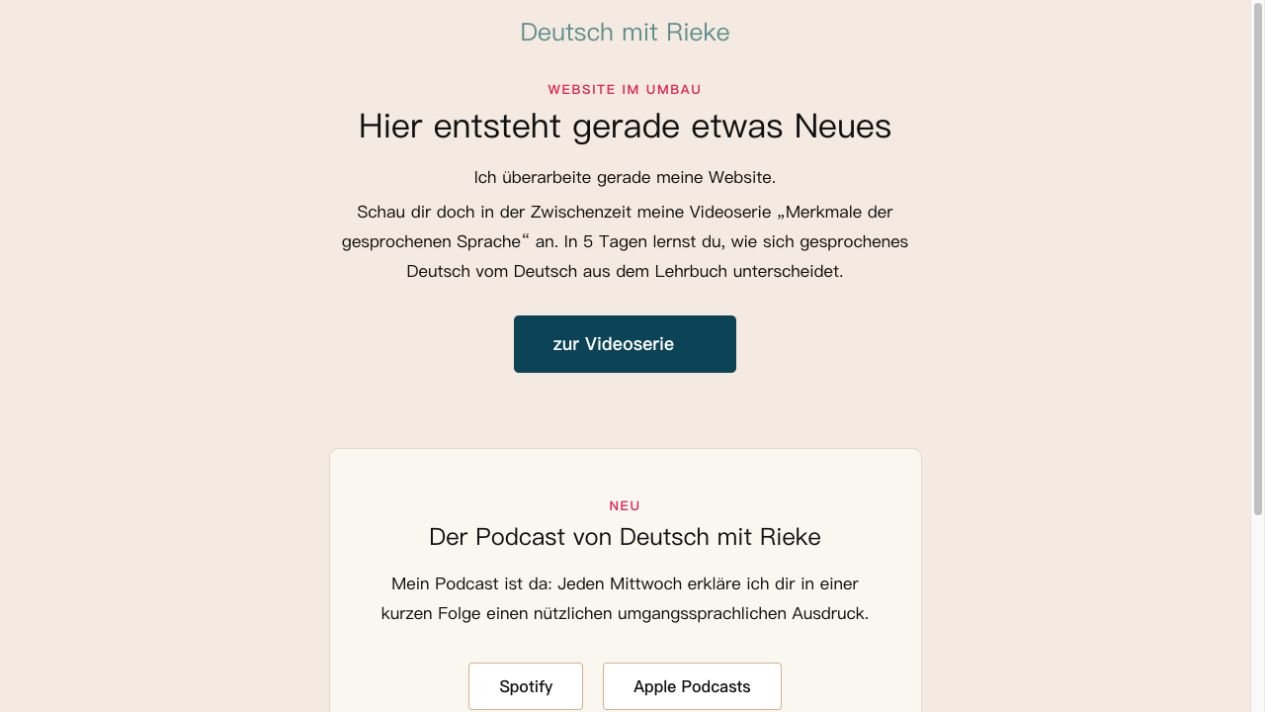 Deutsch mit Rieke
WEBSITE IM UMBAU
Hier entsteht gerade etwas Neues
Ich überarbeite gerade meine Website.
Schau dir doch in der Zwischenzeit meine Videoserie „Merkmale der
gesprochenen Sprache“ an. In 5 Tagen lernst du, wie sich gesprochenes
Deutsch vom Deutsch aus dem Lehrbuch unterscheidet.
zur Videoserie
NEU
Der Podcast von Deutsch mit Rieke
Mein Podcast ist da: Jeden Mittwoch erkläre ich dir in einer
kurzen Folge einen nützlichen umgangssprachlichen Ausdruck.
Spotify
Apple Podcasts